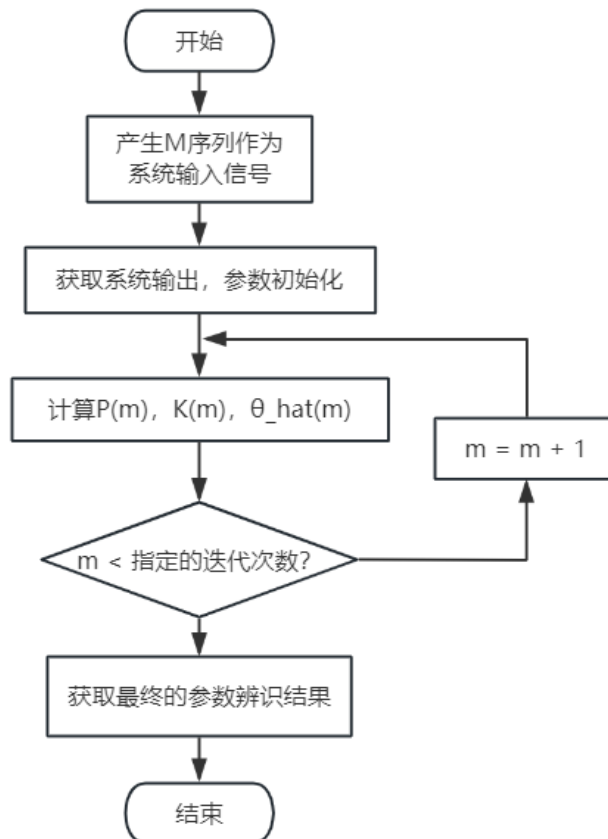 开始
产生M序列作为
系统输入信号
获取系统输出，参数初始化
计算P(m)，K(m)，θ_hat(m)
m = m + 1
m < 指定的迭代次数?
获取最终的参数辨识结果
结束